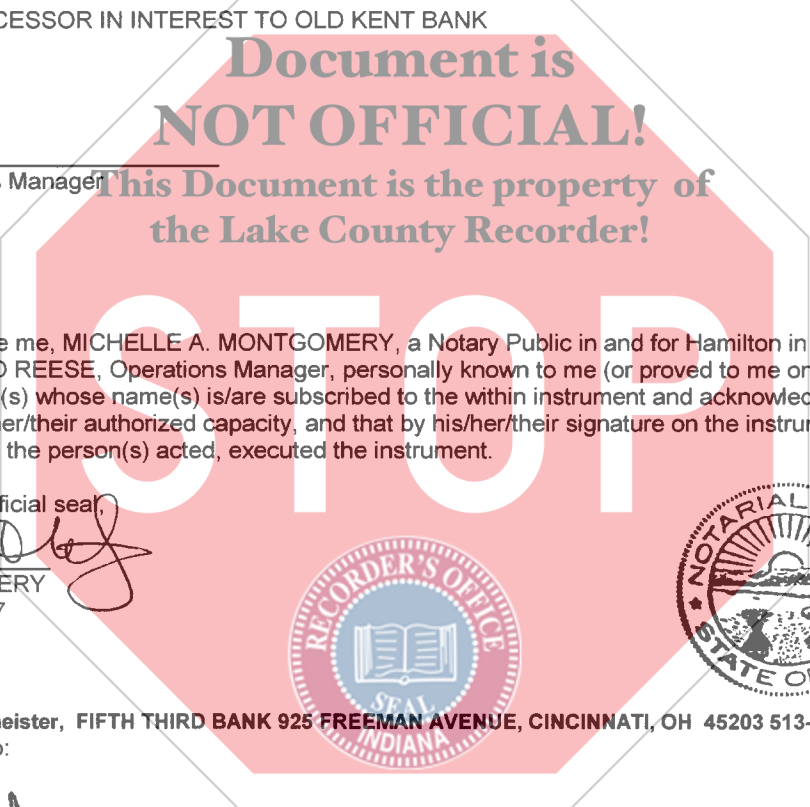 CESSOR IN INTEREST TO OLD KENT BANK
Document is
NOT OFFICIAL!
s Manager
This Document is the property of
the Lake County Recorder!
STOP
e me, MICHELLE A. MONTGOMERY, a Notary Public in and for Hamilton in
D REESE, Operations Manager, personally known to me (or proved to me on
(s) whose name(s) is/are subscribed to the within instrument and acknowled
er/their authorized capacity, and that by his/her/their signature on the instru
the person(s) acted, executed the instrument.
ficial seal,
ERY
7
NOTARIAL
STATE O
RECORDER'S OFFICE
SEAL
INDIANA
eister, FIFTH THIRD BANK 925 FREEMAN AVENUE, CINCINNATI, OH 45203 513-
o: